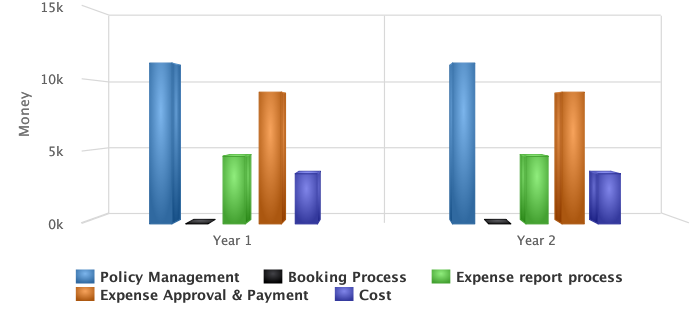 15k
10k
5k
0k
Money
Year 1
Year 2
Policy Management
Booking Process
Expense report process
Expense Approval & Payment
Cost